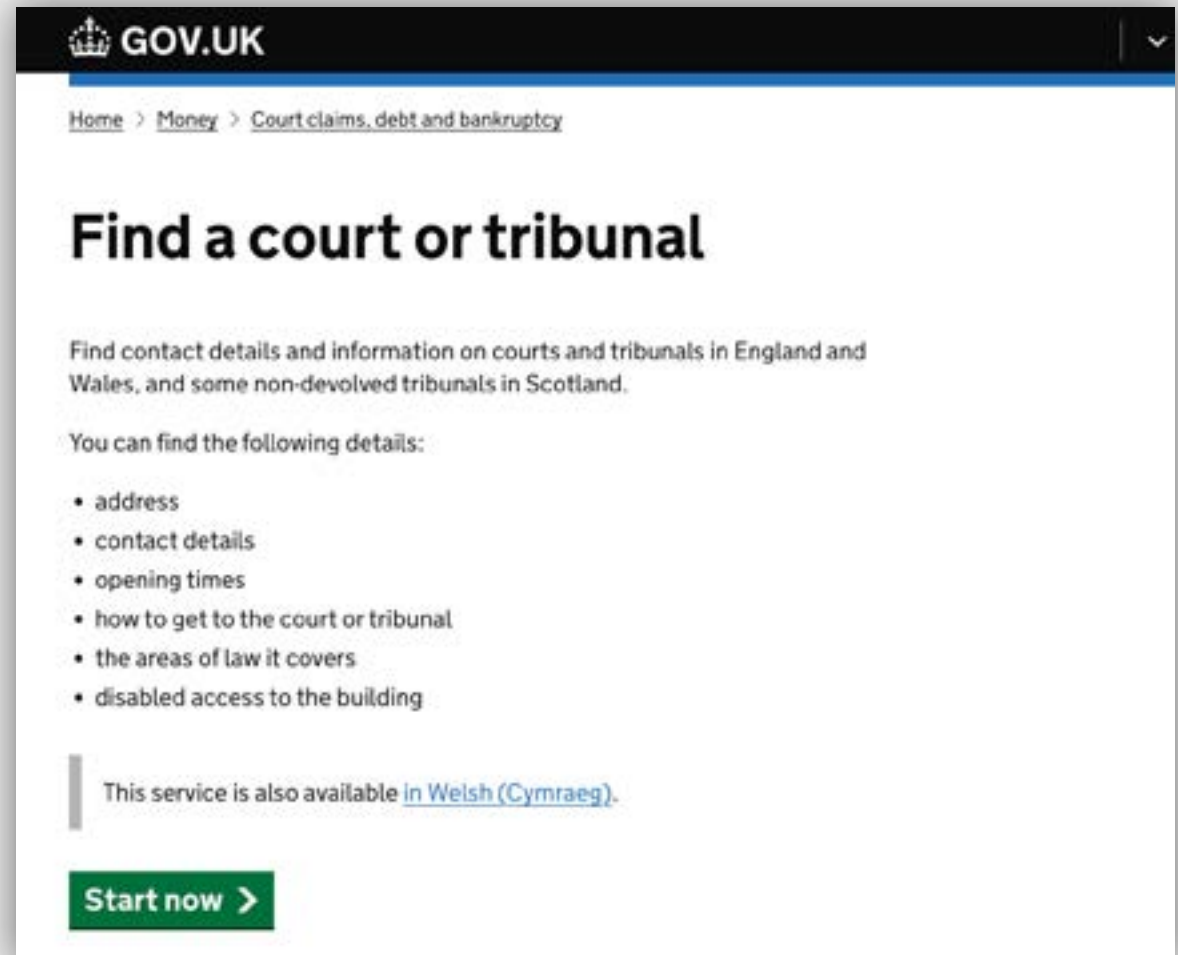 GOV.UK
Home > Money > Court claims, debt and bankruptcy
Find a court or tribunal
Find contact details and information on courts and tribunals in England and
Wales, and some non-devolved tribunals in Scotland.
You can find the following details:
• address
• contact details
• opening times
• how to get to the court or tribunal
• the areas of law it covers
• disabled access to the building
This service is also available in Welsh (Cymraeg).
Start now >